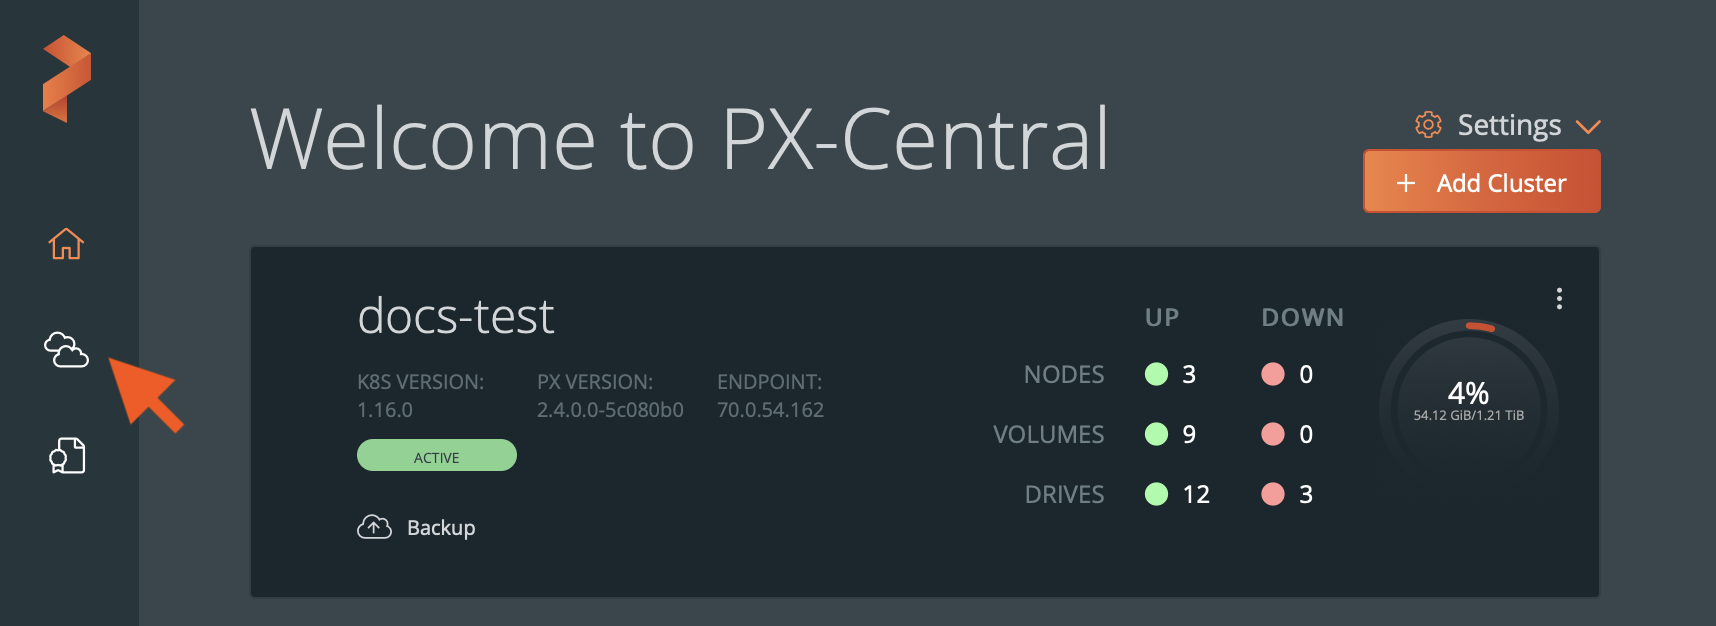 Welcome to PX-Central
Settings
+ Add Cluster
docs-test
K8S VERSION: PX VERSION: ENDPOINT:
1.16.0 2.4.0.0-5c080b0 70.0.54.162
ACTIVE
Backup
UP DOWN
NODES 3 0
VOLUMES 9 0
DRIVES 12 3
4%
54.12 GiB/1.21 TiB